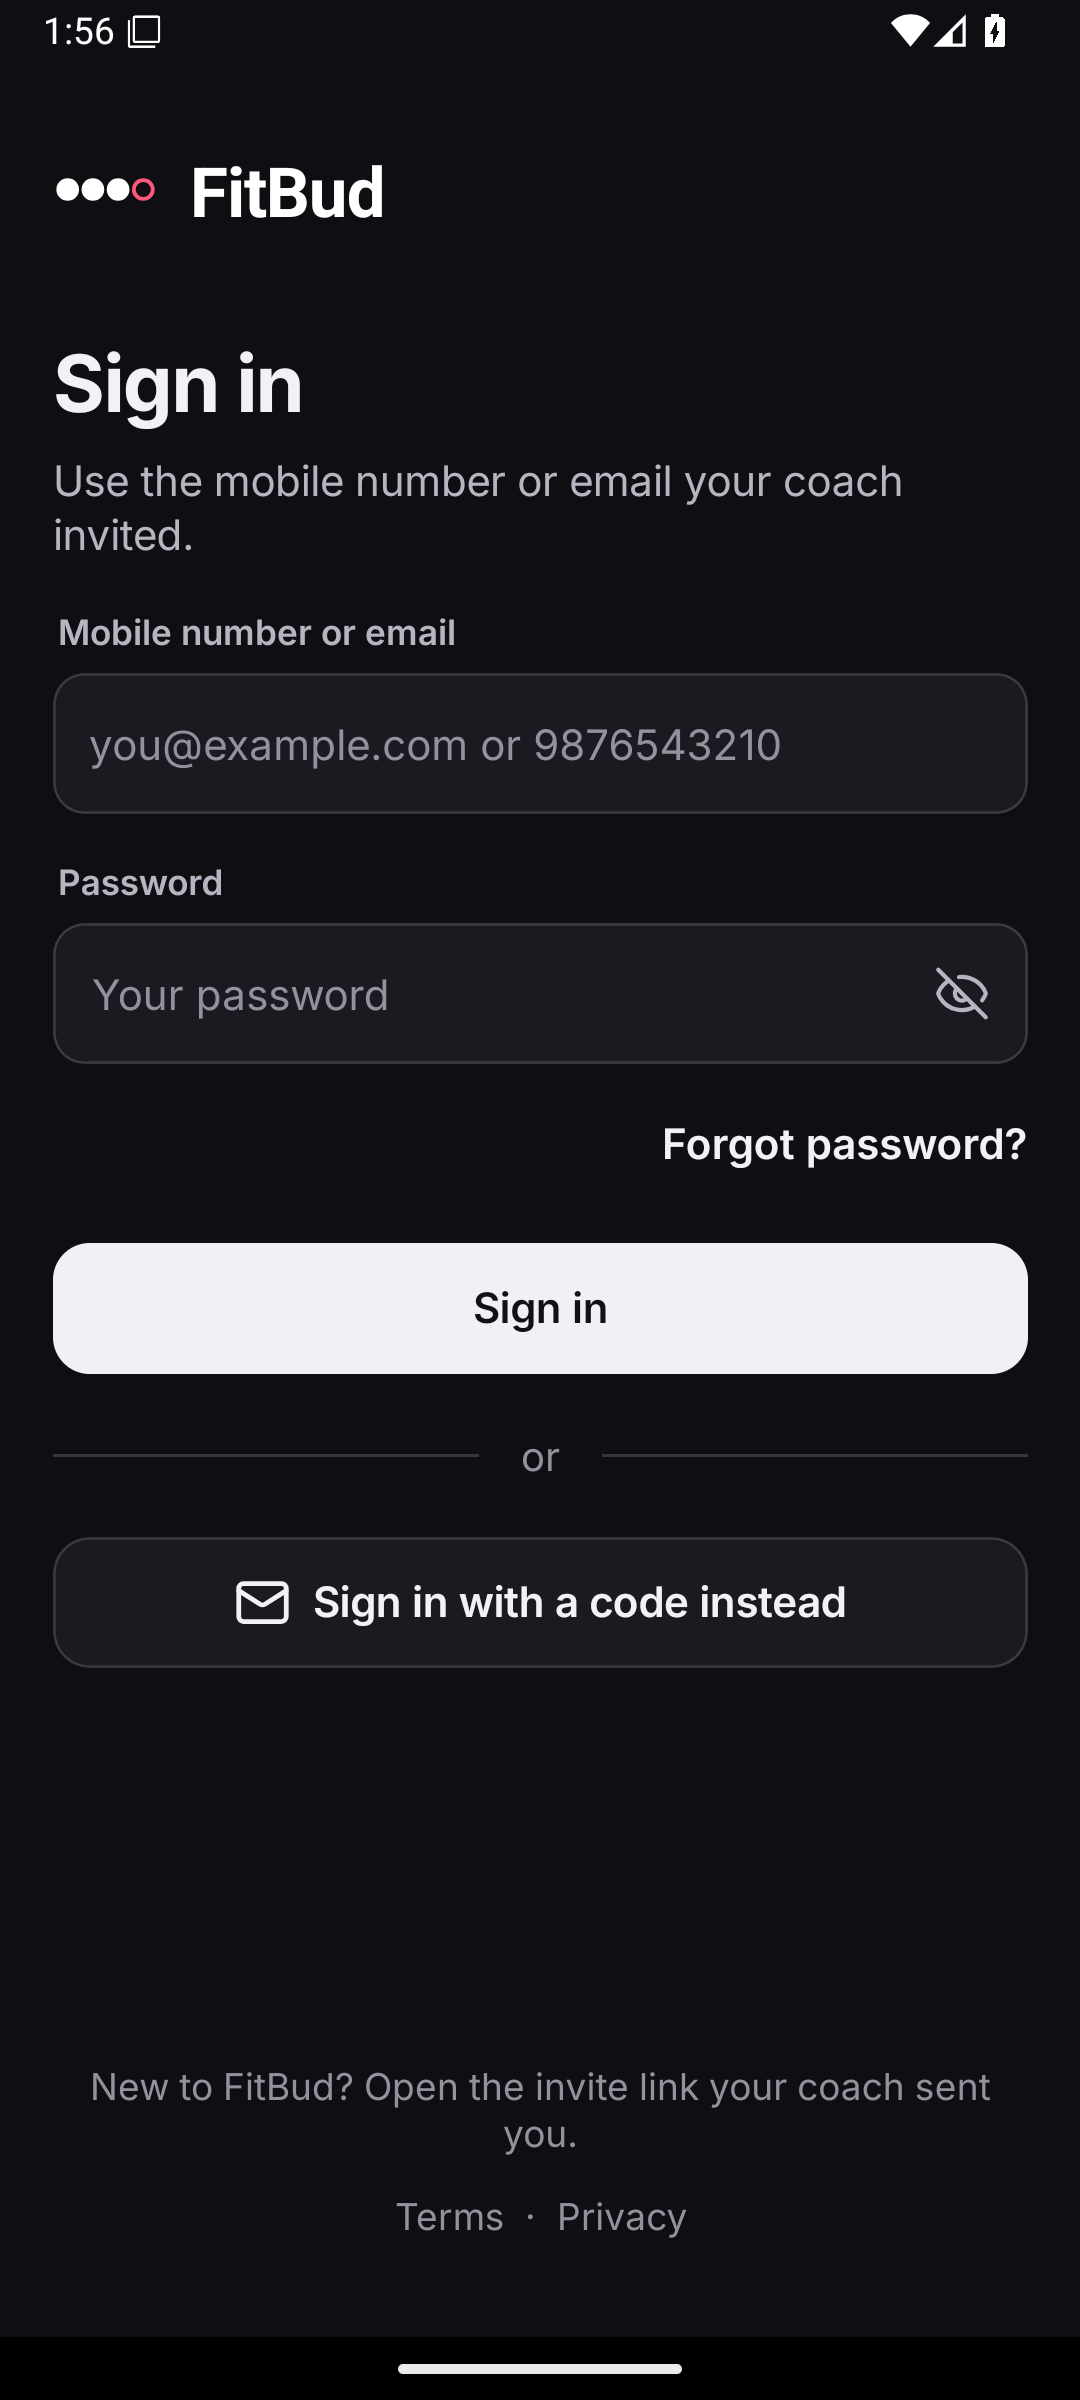 1:56
FitBud
Sign in
Use the mobile number or email your coach
invited.
Mobile number or email
you@example.com or 9876543210
Password
Your password
Forgot password?
Sign in
or
Sign in with a code instead
New to FitBud? Open the invite link your coach sent
you.
Terms · Privacy